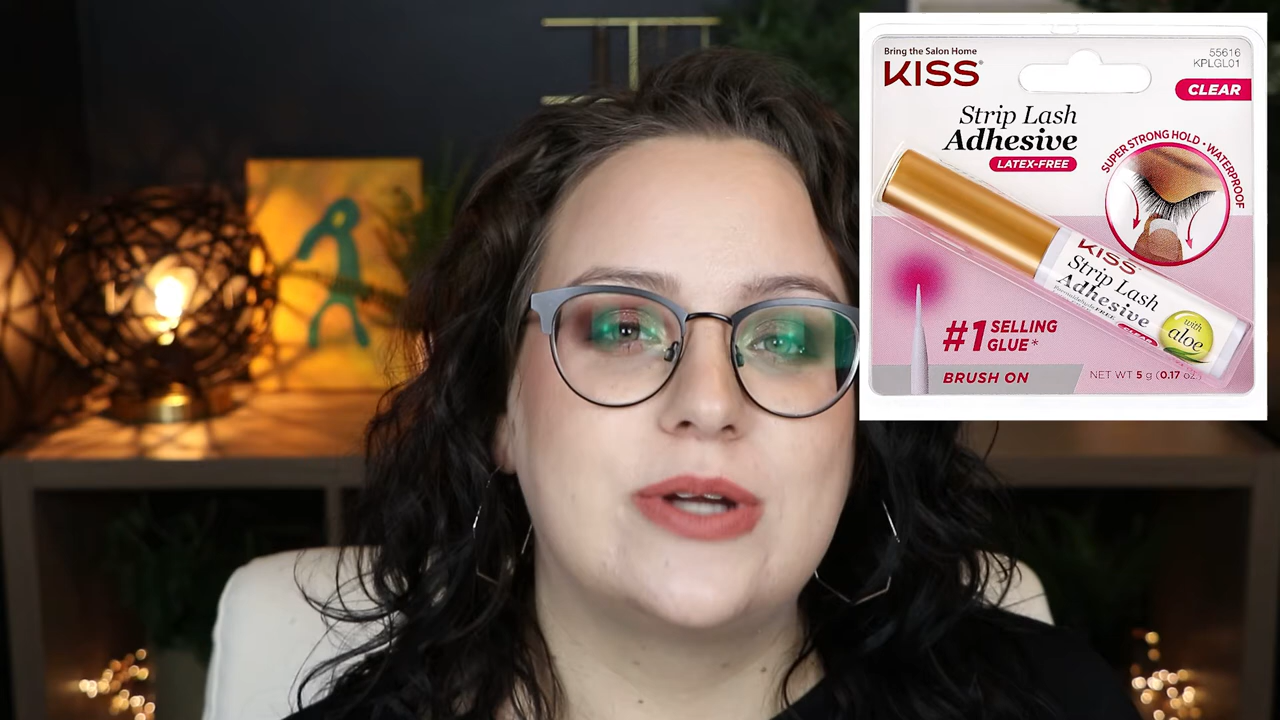 Bring the Salon Home
KISS®
55616
KPLGL01
CLEAR
Strip Lash
Adhesive
LATEX-FREE
SUPER STRONG HOLD • WATERPROOF
KISS
Strip Lash
Adhesive
with
aloe
#1 SELLING
GLUE*
BRUSH ON
NET WT 5 g (0.17 oz.)